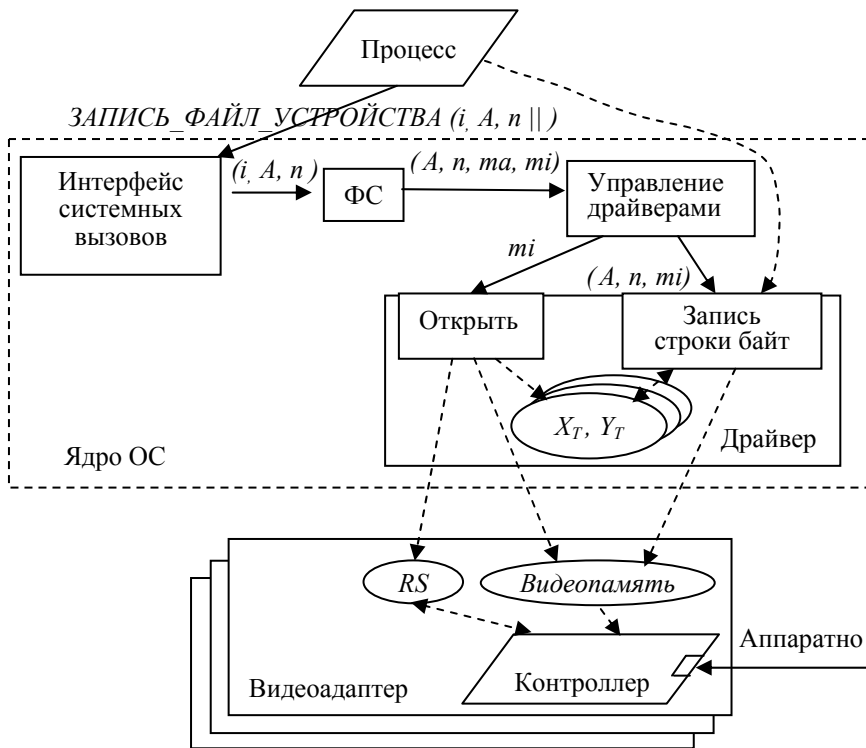 Процесс
ЗАПИСЬ_ФАЙЛ_УСТРОЙСТВА (i, A, n || )
Интерфейс
системных
вызовов
(i, A, n )
ФС
(A, n, ma, mi)
Управление
драйверами
mi
(A, n, mi)
Открыть
Запись
строки байт
X_T, Y_T
Драйвер
Ядро ОС
RS
Видеопамять
Аппаратно
Контроллер
Видеоадаптер